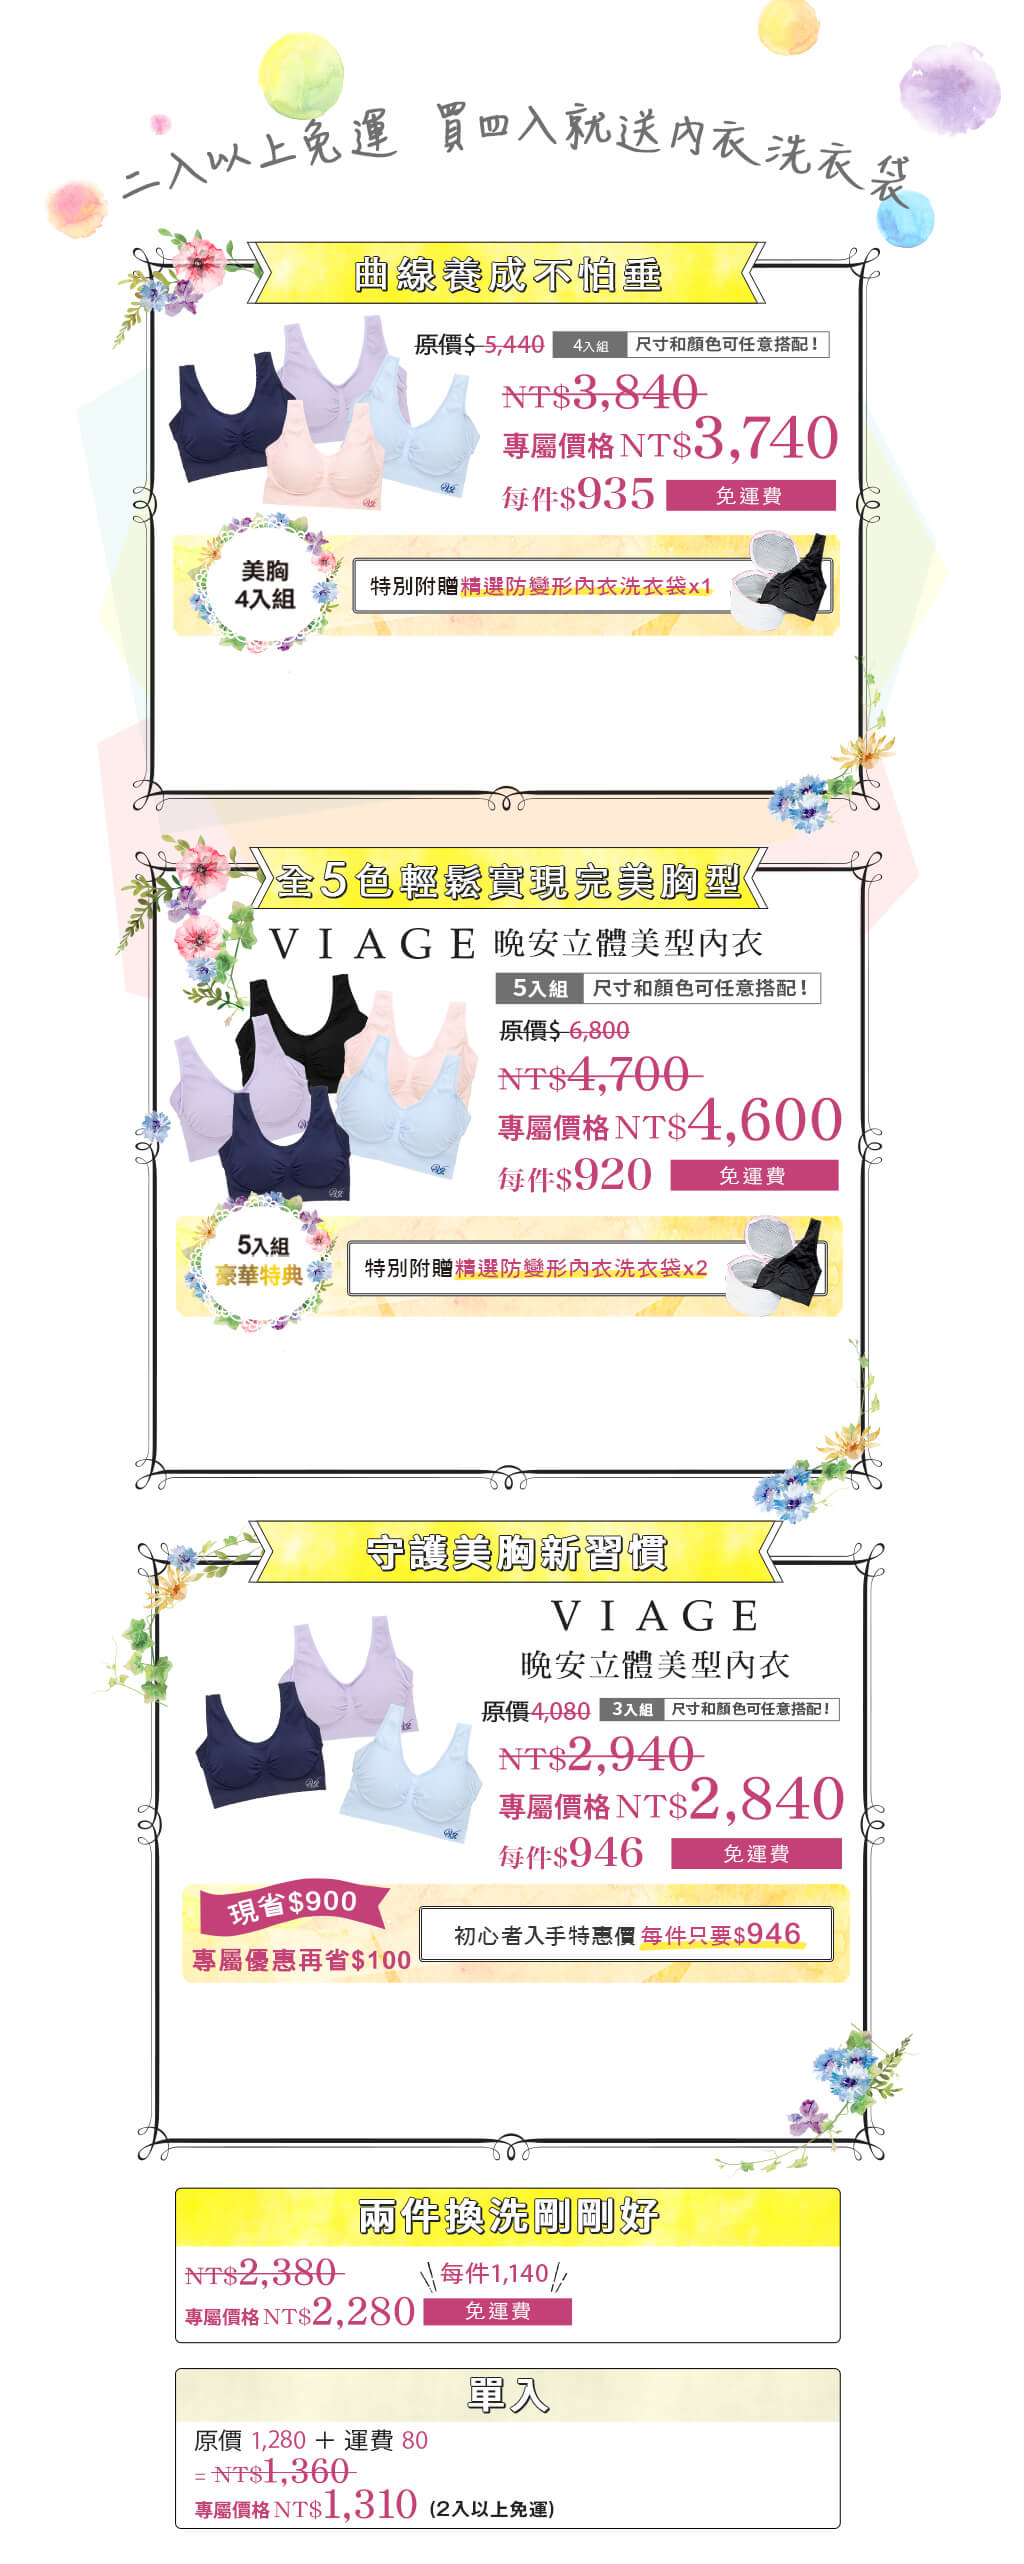 二入以上免運 買四入就送內衣洗衣袋
曲線養成不怕垂
原價$ 5,440 4入組 尺寸和顏色可任意搭配!
NT$3,840
專屬價格 NT$3,740
每件$935 免運費
美胸
4入組
特別附贈精選防變形內衣洗衣袋x1
全5色輕鬆實現完美胸型
VIAGE 晚安立體美型內衣
5入組 尺寸和顏色可任意搭配!
原價$ 6,800
NT$4,700
專屬價格 NT$4,600
每件$920 免運費
5入組
豪華特典
特別附贈精選防變形內衣洗衣袋x2
守護美胸新習慣
VIAGE
晚安立體美型內衣
原價4,080 3入組 尺寸和顏色可任意搭配!
NT$2,940
專屬價格 NT$2,840
每件$946 免運費
現省$900
專屬優惠再省$100
初心者入手特惠價 每件只要$946
兩件換洗剛剛好
NT$2,380 \\ 每件1,140 //
專屬價格 NT$2,280 免運費
單入
原價 1,280 + 運費 80
= NT$1,360
專屬價格 NT$1,310 (2入以上免運)